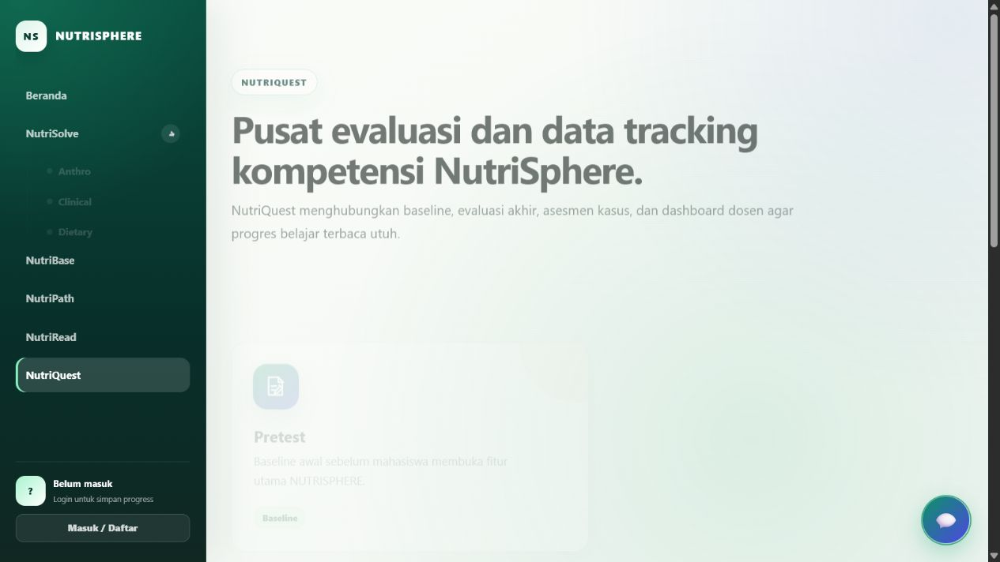 NS NUTRISPHERE
Beranda
NutriSolve
Anthro
Clinical
Dietary
NutriBase
NutriPath
NutriRead
NutriQuest
?
Belum masuk
Login untuk simpan progress
Masuk / Daftar
NUTRIQUEST
Pusat evaluasi dan data tracking
kompetensi NutriSphere.
NutriQuest menghubungkan baseline, evaluasi akhir, asesmen kasus, dan dashboard dosen agar
progres belajar terbaca utuh.
Pretest
Baseline awal sebelum mahasiswa membuka fitur
utama NUTRISPHERE.
Baseline